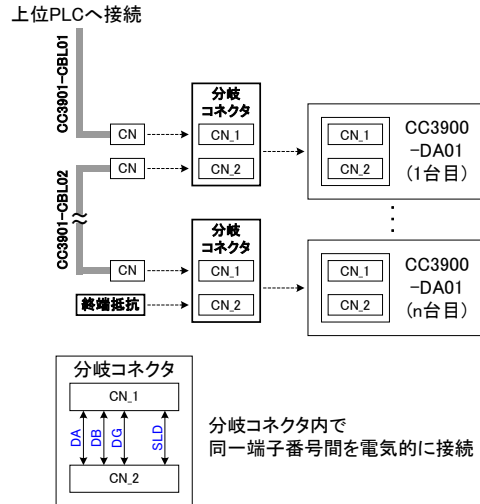 上位PLCへ接続
CC3901-CBL01
分岐
コネクタ
CN
CN_1
CN_1
CC3900
-DA01
(1台目)
CN
CN_2
CN_2
CC3901-CBL02
分岐
コネクタ
CN
CN_1
CN_1
CC3900
-DA01
(n台目)
終端抵抗
CN_2
CN_2
分岐コネクタ
CN_1
DA
DB
DG
SLD
CN_2
分岐コネクタ内で
同一端子番号間を電気的に接続